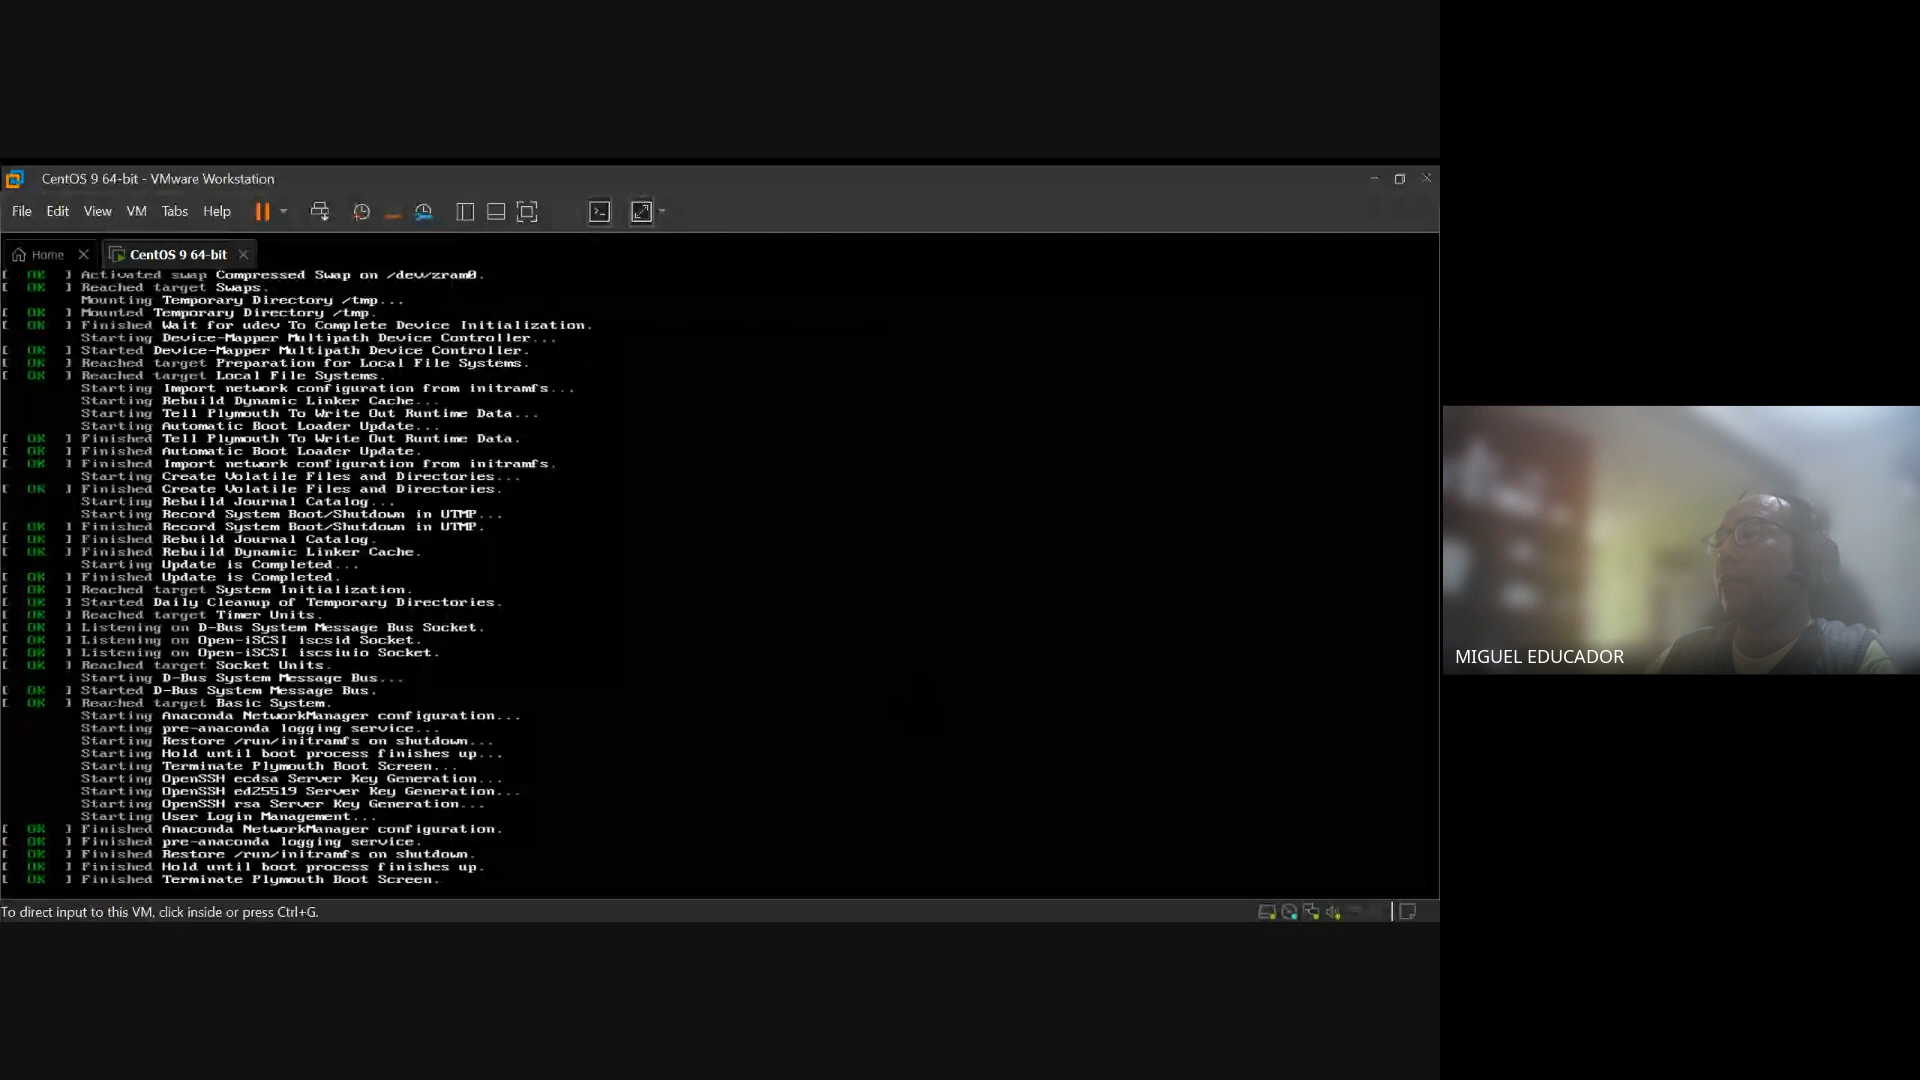 CentOS 9 64-bit - VMware Workstation
File Edit View VM Tabs Help
Home
CentOS 9 64-bit
[ OK ] Activated swap Compressed Swap on /dev/zram0.
[ OK ] Reached target Swaps.
Mounting Temporary Directory /tmp...
[ OK ] Mounted Temporary Directory /tmp.
[ OK ] Finished Wait for udev To Complete Device Initialization.
Starting Device-Mapper Multipath Device Controller...
[ OK ] Started Device-Mapper Multipath Device Controller.
[ OK ] Reached target Preparation for Local File Systems.
[ OK ] Reached target Local File Systems.
Starting Import network configuration from initramfs...
Starting Rebuild Dynamic Linker Cache...
Starting Tell Plymouth To Write Out Runtime Data...
Starting Automatic Boot Loader Update...
[ OK ] Finished Tell Plymouth To Write Out Runtime Data.
[ OK ] Finished Automatic Boot Loader Update.
[ OK ] Finished Import network configuration from initramfs.
Starting Create Volatile Files and Directories...
[ OK ] Finished Create Volatile Files and Directories.
Starting Rebuild Journal Catalog...
Starting Record System Boot/Shutdown in UTMP...
[ OK ] Finished Record System Boot/Shutdown in UTMP.
[ OK ] Finished Rebuild Journal Catalog.
[ OK ] Finished Rebuild Dynamic Linker Cache.
Starting Update is Completed...
[ OK ] Finished Update is Completed.
[ OK ] Reached target System Initialization.
[ OK ] Started Daily Cleanup of Temporary Directories.
[ OK ] Reached target Timer Units.
[ OK ] Listening on D-Bus System Message Bus Socket.
[ OK ] Listening on Open-iSCSI iscsid Socket.
[ OK ] Listening on Open-iSCSI iscsiuio Socket.
[ OK ] Reached target Socket Units.
Starting D-Bus System Message Bus...
[ OK ] Started D-Bus System Message Bus.
[ OK ] Reached target Basic System.
Starting Anaconda NetworkManager configuration...
Starting pre-anaconda logging service...
Starting Restore /run/initramfs on shutdown...
Starting Hold until boot process finishes up...
Starting Terminate Plymouth Boot Screen...
Starting OpenSSH ecdsa Server Key Generation...
Starting OpenSSH ed25519 Server Key Generation...
Starting OpenSSH rsa Server Key Generation...
Starting User Login Management...
[ OK ] Finished Anaconda NetworkManager configuration.
[ OK ] Finished pre-anaconda logging service.
[ OK ] Finished Restore /run/initramfs on shutdown.
[ OK ] Finished Hold until boot process finishes up.
[ OK ] Finished Terminate Plymouth Boot Screen.
To direct input to this VM, click inside or press Ctrl+G.
MIGUEL EDUCADOR